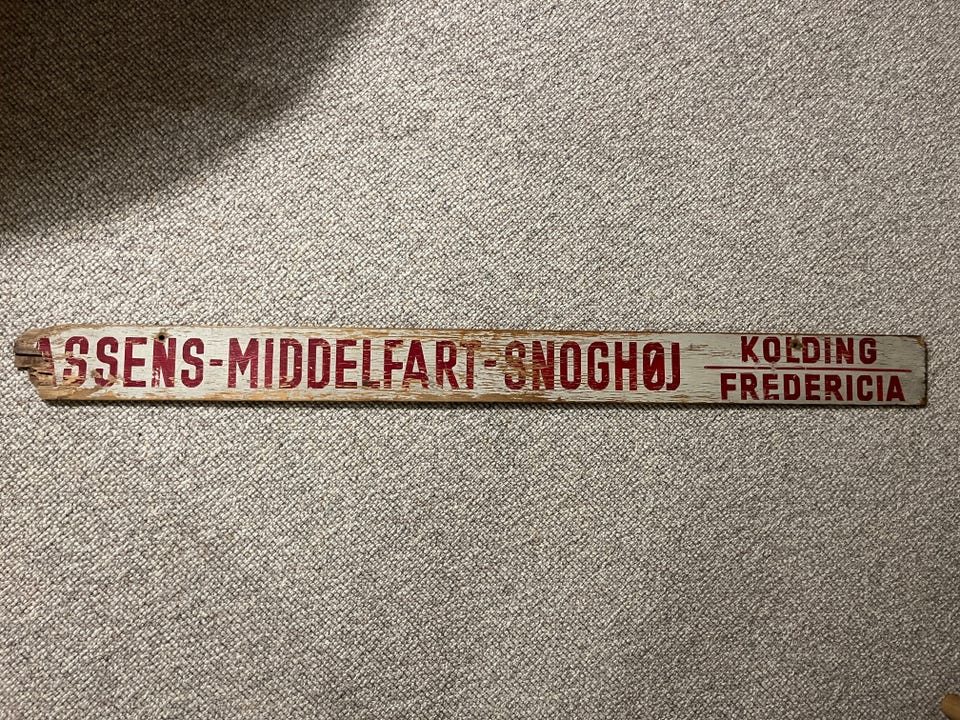 ASSENS-MIDDELFART-SNOGHØJ
KOLDING
FREDERICIA